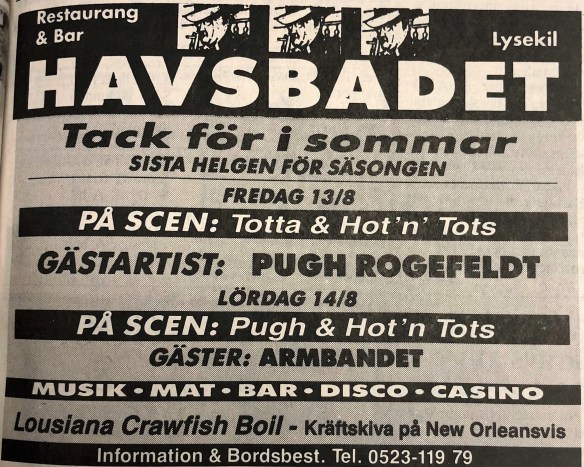 Restaurang
& Bar
Lysekil
HAVSBADET
Tack för i sommar
SISTA HELGEN FÖR SÄSONGEN
FREDAG 13/8
PÅ SCEN: Totta & Hot'n' Tots
GÄSTARTIST: PUGH ROGEFELDT
LÖRDAG 14/8
PÅ SCEN: Pugh & Hot'n Tots
GÄSTER: ARMBANDET
MUSIK • MAT • BAR • DISCO • CASINO
Lousiana Crawfish Boil - Kräftskiva på New Orleansvis
Information & Bordsbest. Tel. 0523-119 79